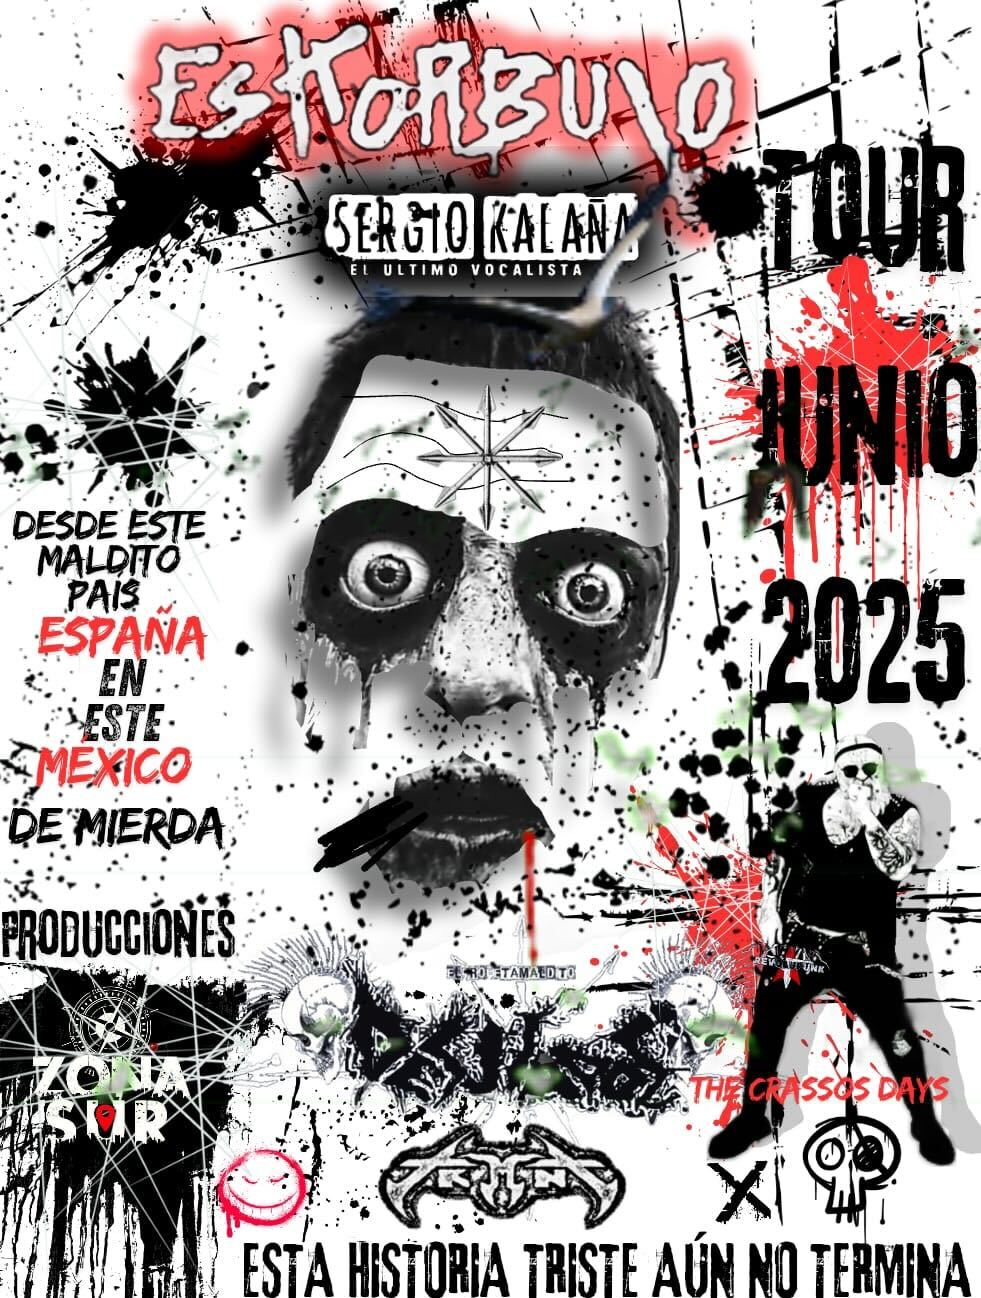 ESKORBUTO
SERGIO KALAÑA
EL ULTIMO VOCALISTA
TOUR
JUNIO
2025
DESDE ESTE
MALDITO
PAIS
ESPAÑA
EN
ESTE
MÉXICO
DE MIERDA
PRODUCCIONES
ZONA
SUR
THE CRASSOS DAYS
X
ESTA HISTORIA TRISTE AÚN NO TERMINA